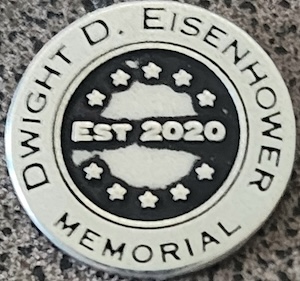 DWIGHT D. EISENHOWER
EST 2020
MEMORIAL